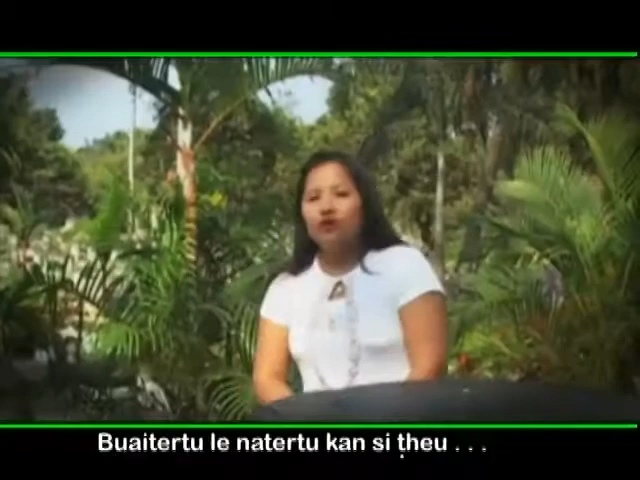 Buaitertu le natertu kan si ṭheu . . .